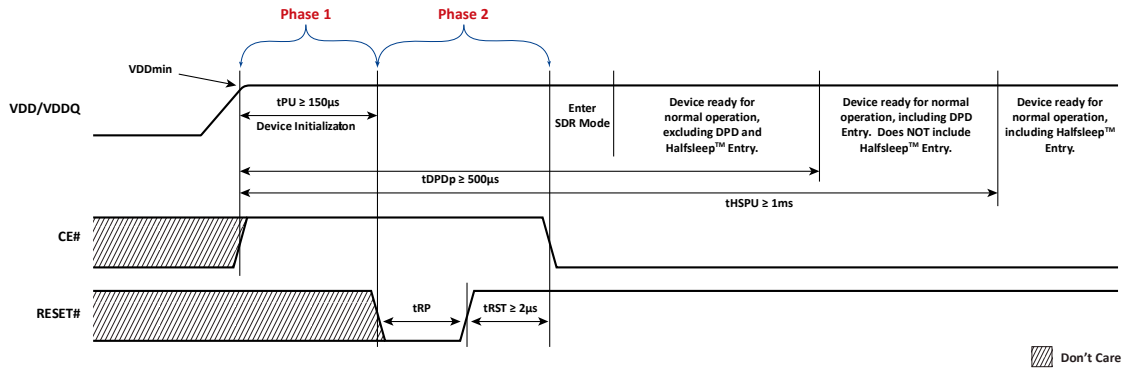 Phase 1
Phase 2
VDDmin
VDD/VDDQ
tPU ≥ 150µs
Device Initializaton
Enter
SDR Mode
Device ready for
normal operation,
excluding DPD and
Halfsleep™ Entry.
Device ready for normal
operation, including DPD
Entry. Does NOT include
Halfsleep™ Entry.
Device ready for
normal operation,
including Halfsleep™
Entry.
tDPDp ≥ 500µs
tHSPU ≥ 1ms
CE#
RESET#
tRP
tRST ≥ 2µs
Don't Care